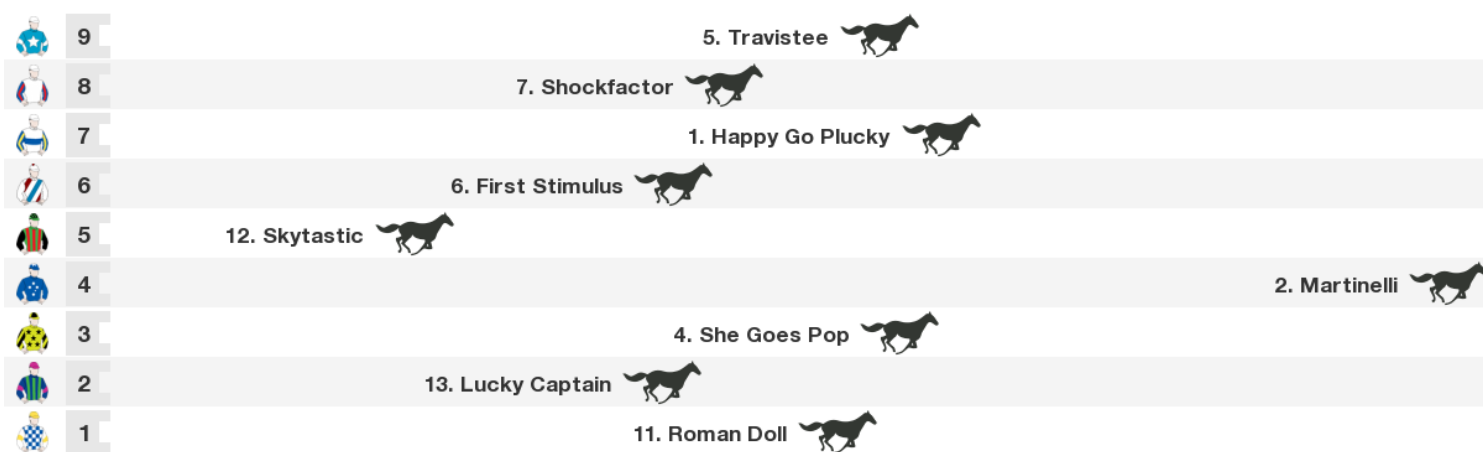 9 5. Travistee
8 7. Shockfactor
7 1. Happy Go Plucky
6 6. First Stimulus
5 12. Skytastic
4 2. Martinelli
3 4. She Goes Pop
2 13. Lucky Captain
1 11. Roman Doll